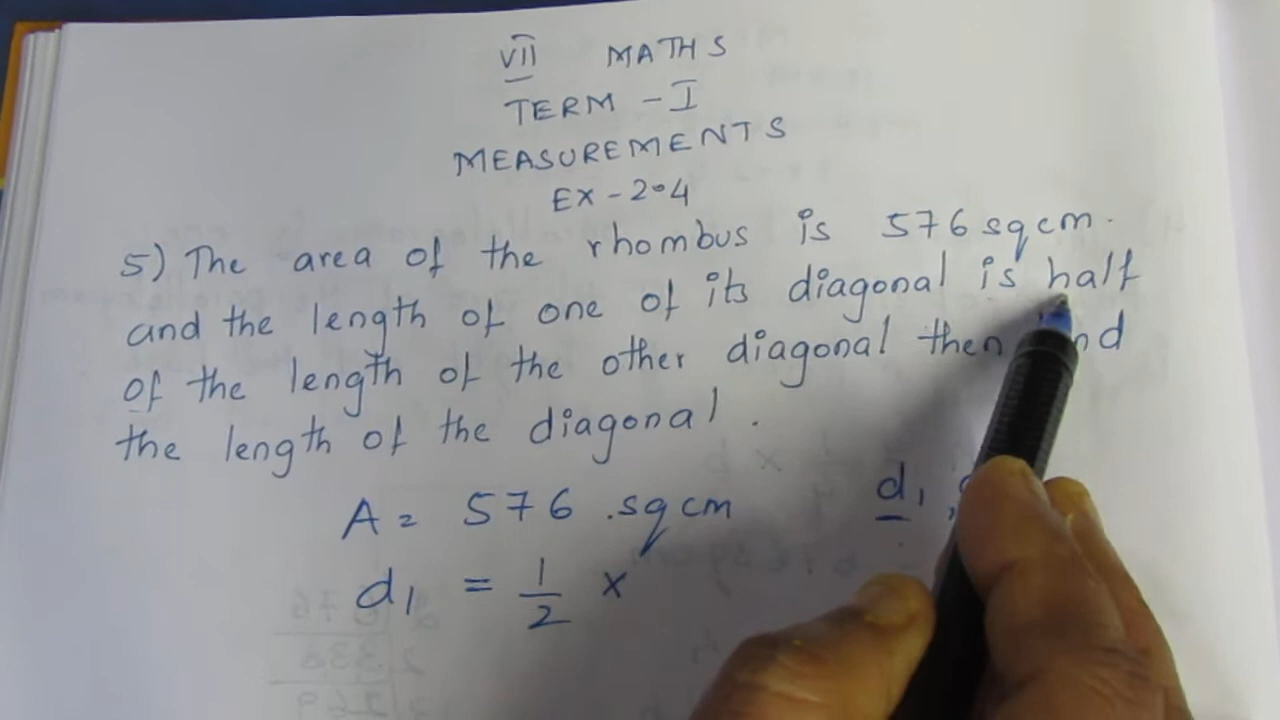 VII MATHS
TERM - I
MEASUREMENTS
EX - 2.4
5) The area of the rhombus is 576 sq cm.
and the length of one of its diagonal is half
of the length of the other diagonal then
the length of the diagonal.
A = 576 .sq cm d1,
d1 = 1/2 ×